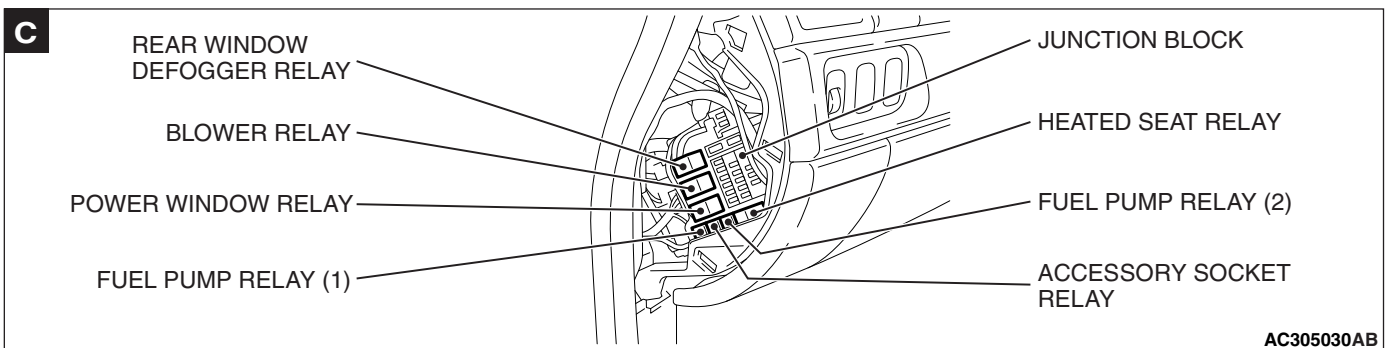 C
REAR WINDOW
DEFOGGER RELAY
BLOWER RELAY
POWER WINDOW RELAY
FUEL PUMP RELAY (1)
JUNCTION BLOCK
HEATED SEAT RELAY
FUEL PUMP RELAY (2)
ACCESSORY SOCKET
RELAY
AC305030AB